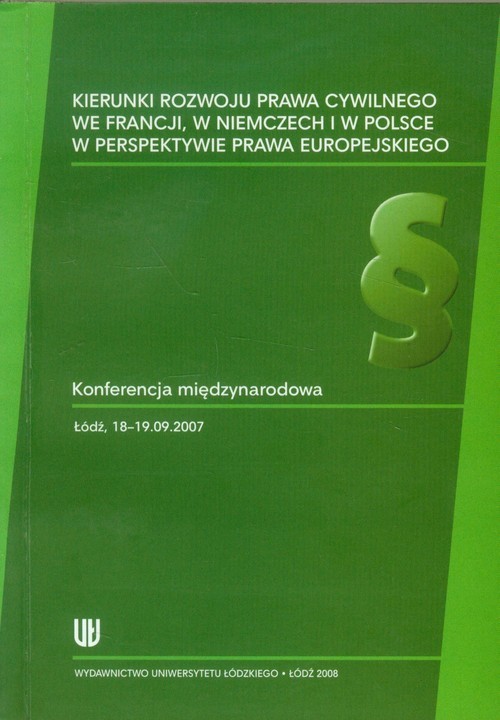 KIERUNKI ROZWOJU PRAWA CYWILNEGO
WE FRANCJI, W NIEMCZECH I W POLSCE
W PERSPEKTYWIE PRAWA EUROPEJSKIEGO
§
Konferencja międzynarodowa
Łódź, 18–19.09.2007
UŁ
WYDAWNICTWO UNIWERSYTETU ŁÓDZKIEGO • ŁÓDŹ 2008